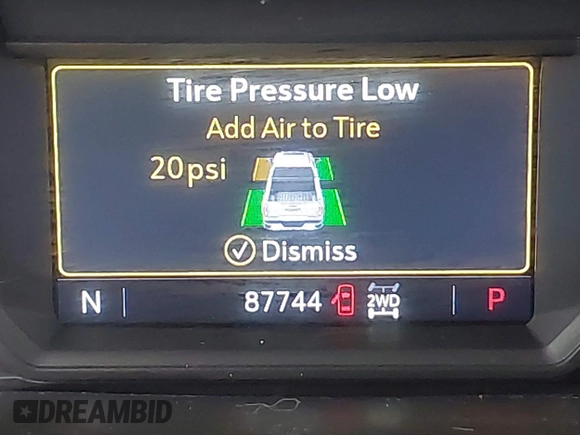 Tire Pressure Low
Add Air to Tire
20psi
Dismiss
N 87744 2WD P
DREAMBID